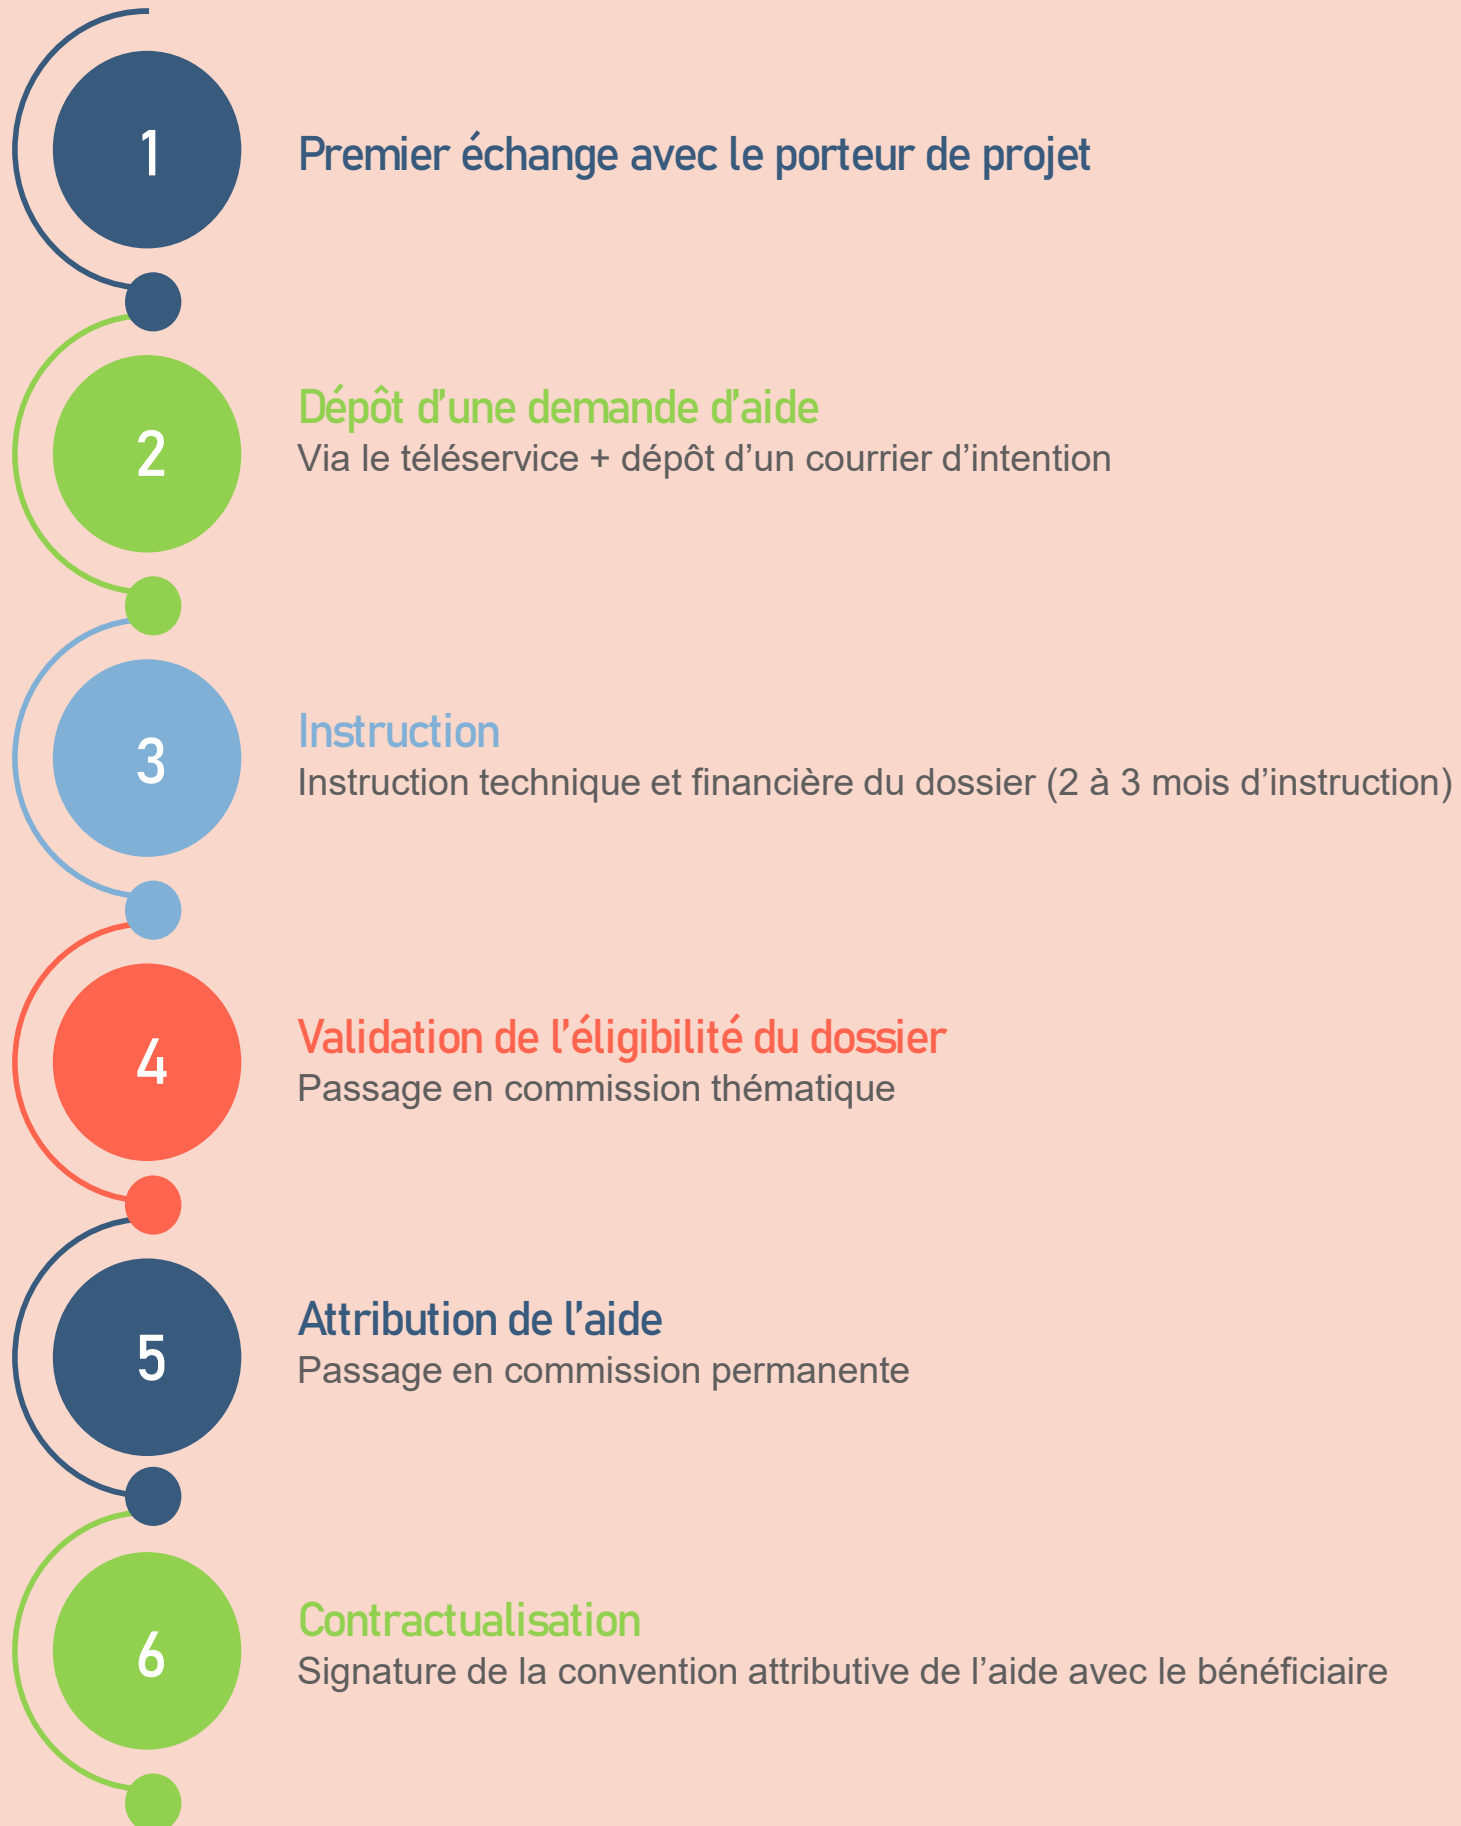 1
Premier échange avec le porteur de projet
2
Dépôt d’une demande d’aide
Via le téléservice + dépôt d’un courrier d’intention
3
Instruction
Instruction technique et financière du dossier (2 à 3 mois d’instruction)
4
Validation de l’éligibilité du dossier
Passage en commission thématique
5
Attribution de l’aide
Passage en commission permanente
6
Contractualisation
Signature de la convention attributive de l’aide avec le bénéficiaire